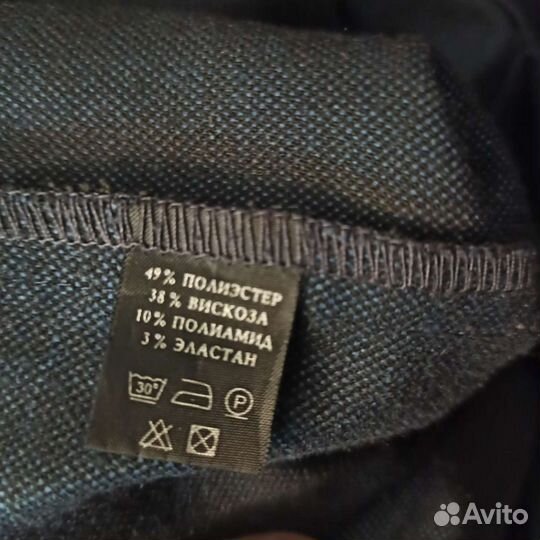 49% ПОЛИЭСТЕР
38% ВИСКОЗА
10% ПОЛИАМИД
3% ЭЛАСТАН
30°
P
Avito